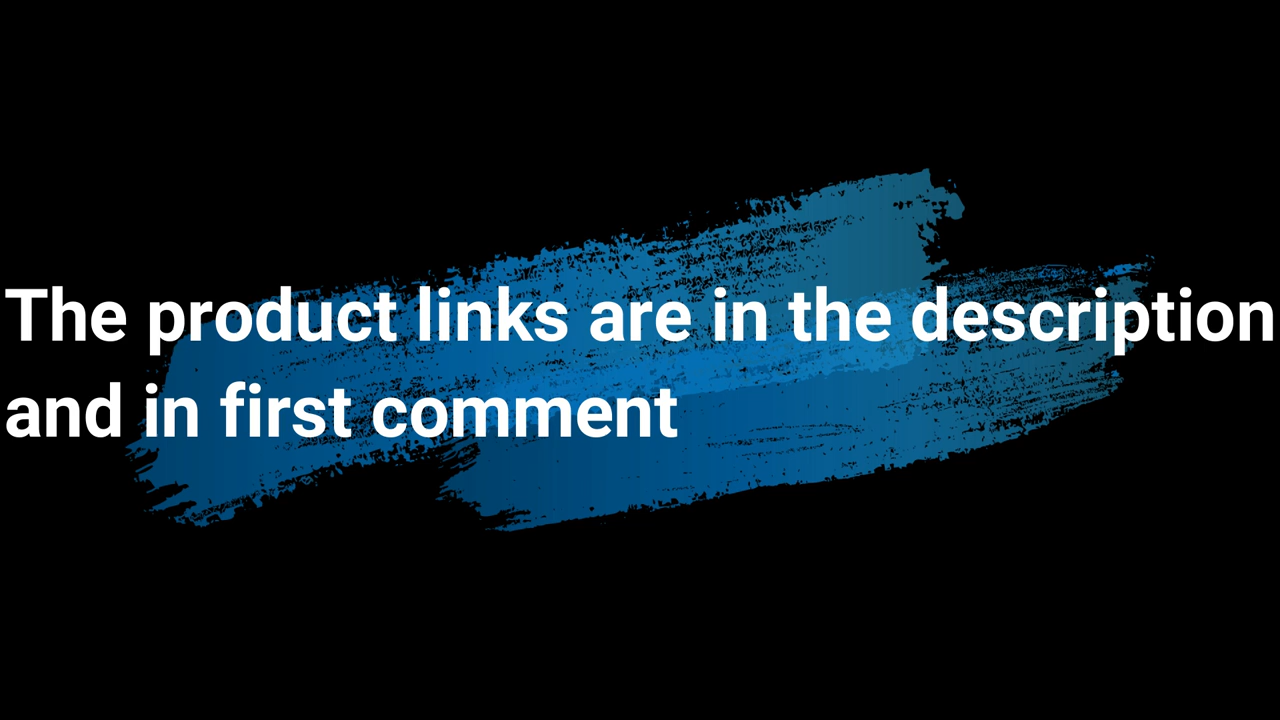 The product links are in the description
and in first comment